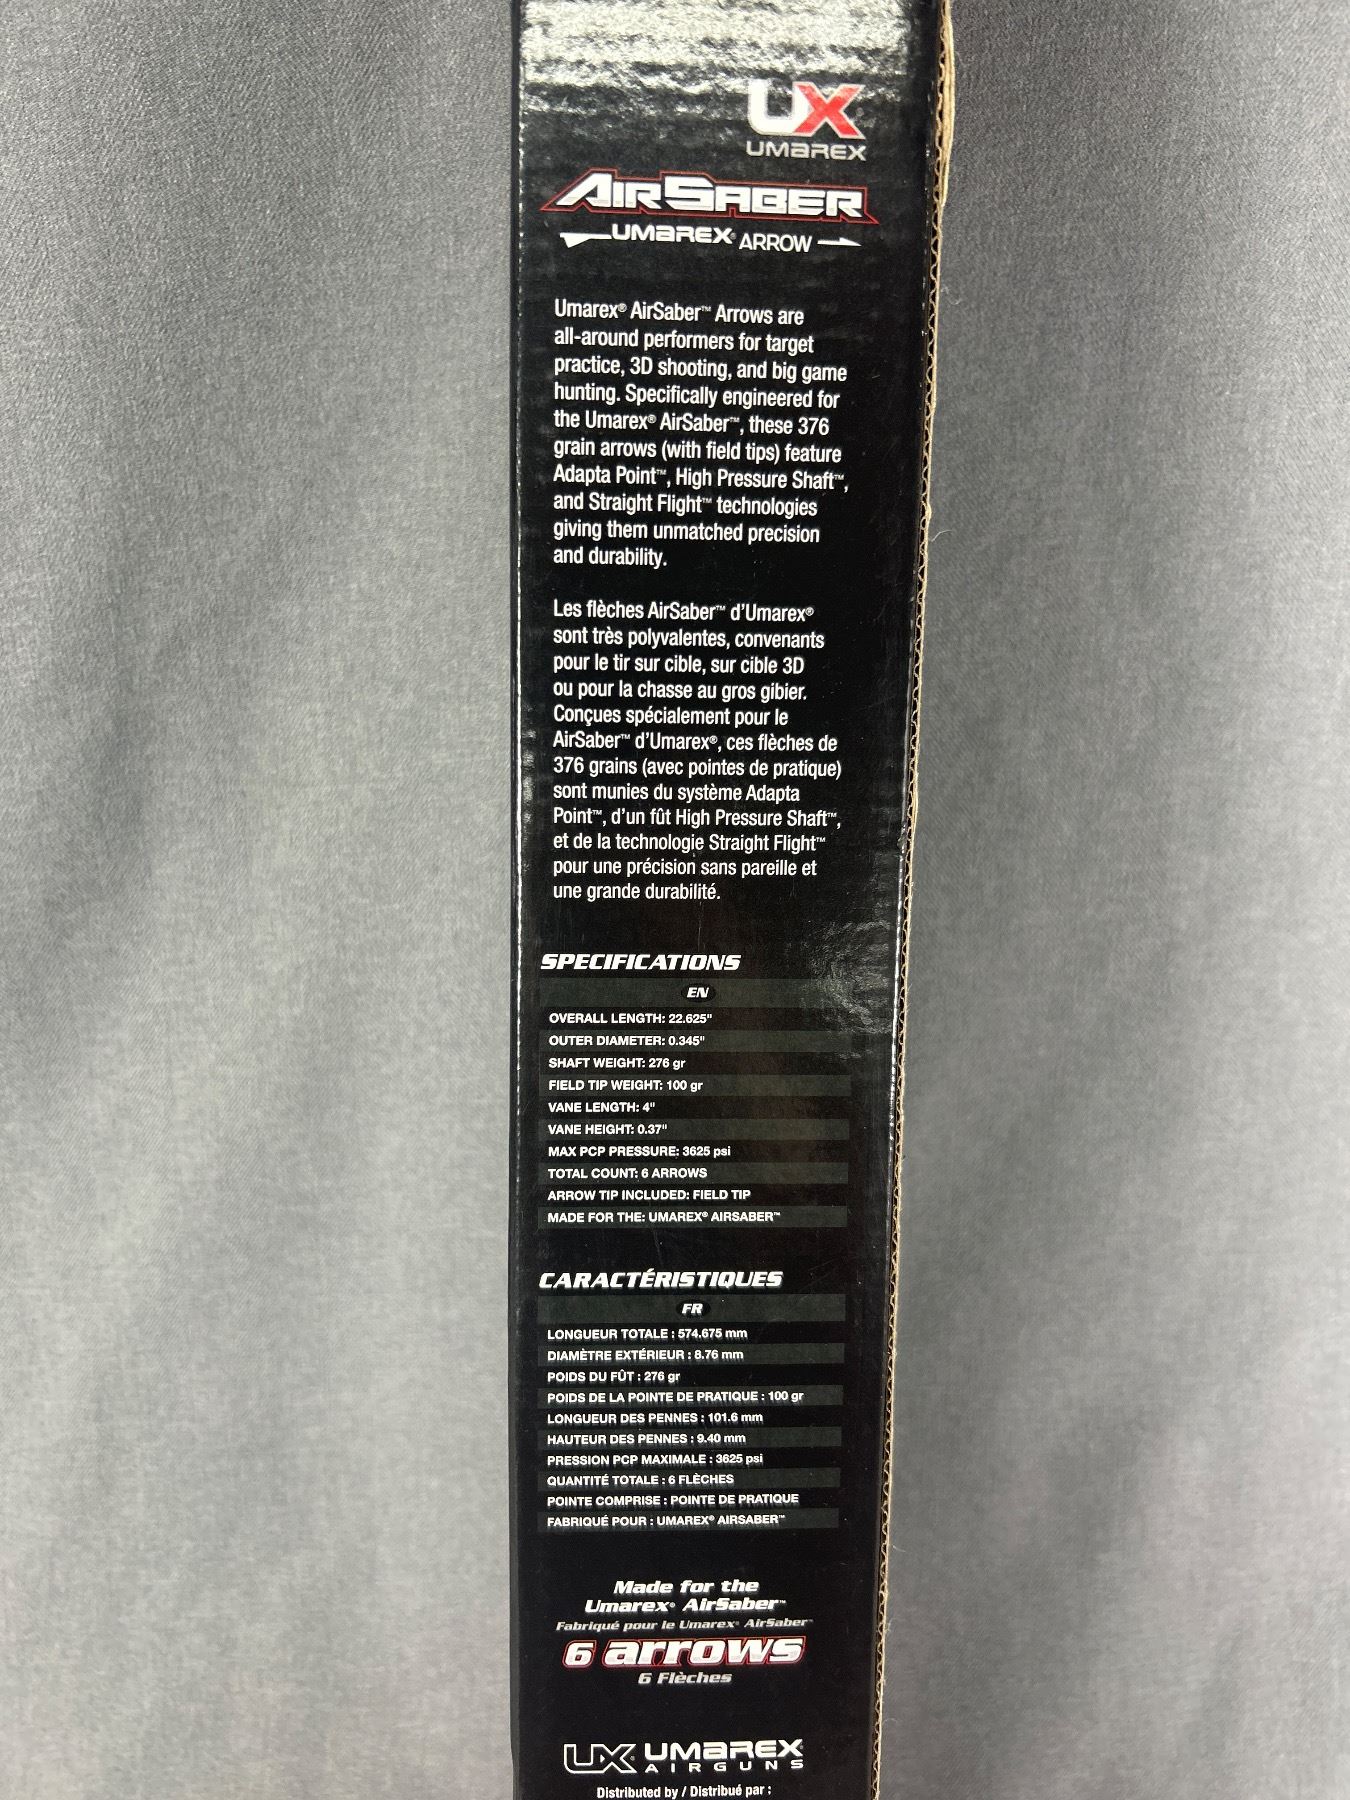 UX
UMAREX
AIRSABER
UMAREX® ARROW
Umarex® AirSaber™ Arrows are
all-around performers for target
practice, 3D shooting, and big game
hunting. Specifically engineered for
the Umarex® AirSaber™, these 376
grain arrows (with field tips) feature
Adapta Point™, High Pressure Shaft™,
and Straight Flight™ technologies
giving them unmatched precision
and durability.
Les flèches AirSaber™ d'Umarex®
sont très polyvalentes, convenants
pour le tir sur cible, sur cible 3D
ou pour la chasse au gros gibier.
Conçues spécialement pour le
AirSaber™ d'Umarex®, ces flèches de
376 grains (avec pointes de pratique)
sont munies du système Adapta
Point™, d'un fût High Pressure Shaft™,
et de la technologie Straight Flight™
pour une précision sans pareille et
une grande durabilité.
SPECIFICATIONS
EN
OVERALL LENGTH: 22.625"
OUTER DIAMETER: 0.345"
SHAFT WEIGHT: 276 gr
FIELD TIP WEIGHT: 100 gr
VANE LENGTH: 4"
VANE HEIGHT: 0.37"
MAX PCP PRESSURE: 3625 psi
TOTAL COUNT: 6 ARROWS
ARROW TIP INCLUDED: FIELD TIP
MADE FOR THE: UMAREX® AIRSABER™
CARACTÉRISTIQUES
FR
LONGUEUR TOTALE : 574.675 mm
DIAMÈTRE EXTÉRIEUR : 8.76 mm
POIDS DU FÛT : 276 gr
POIDS DE LA POINTE DE PRATIQUE : 100 gr
LONGUEUR DES PENNES : 101.6 mm
HAUTEUR DES PENNES : 9.40 mm
PRESSION PCP MAXIMALE : 3625 psi
QUANTITÉ TOTALE : 6 FLÈCHES
POINTE COMPRISE : POINTE DE PRATIQUE
FABRIQUÉ POUR : UMAREX® AIRSABER™
Made for the
Umarex® AirSaber™
Fabriqué pour le Umarex® AirSaber™
6 arrows
6 Flèches
UX® UMAREX®
AIRGUNS
Distributed by / Distribué par :